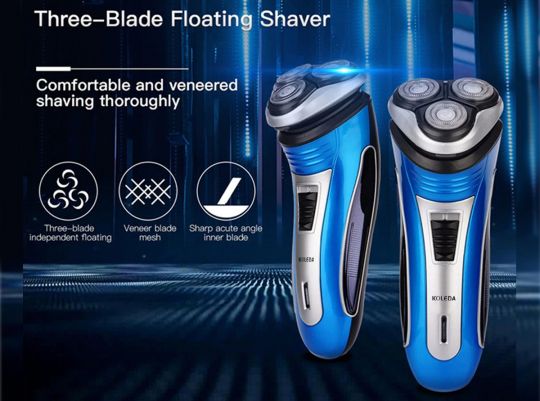 Three-Blade Floating Shaver
Comfortable and veneered
shaving thoroughly
Three-blade
independent floating
Veneer blade
mesh
Sharp acute angle
inner blade
KOLEDA
KOLEDA